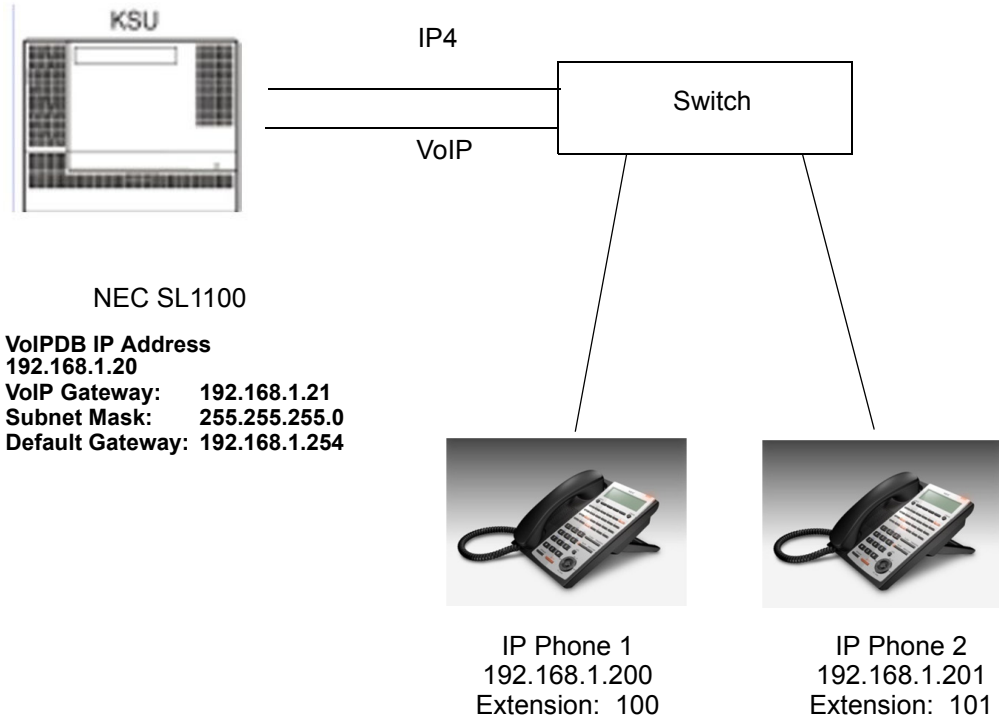 KSU
IP4
Switch
VoIP
NEC SL1100
VoIPDB IP Address
192.168.1.20
VoIP Gateway: 192.168.1.21
Subnet Mask: 255.255.255.0
Default Gateway: 192.168.1.254
IP Phone 1
192.168.1.200
Extension: 100
IP Phone 2
192.168.1.201
Extension: 101